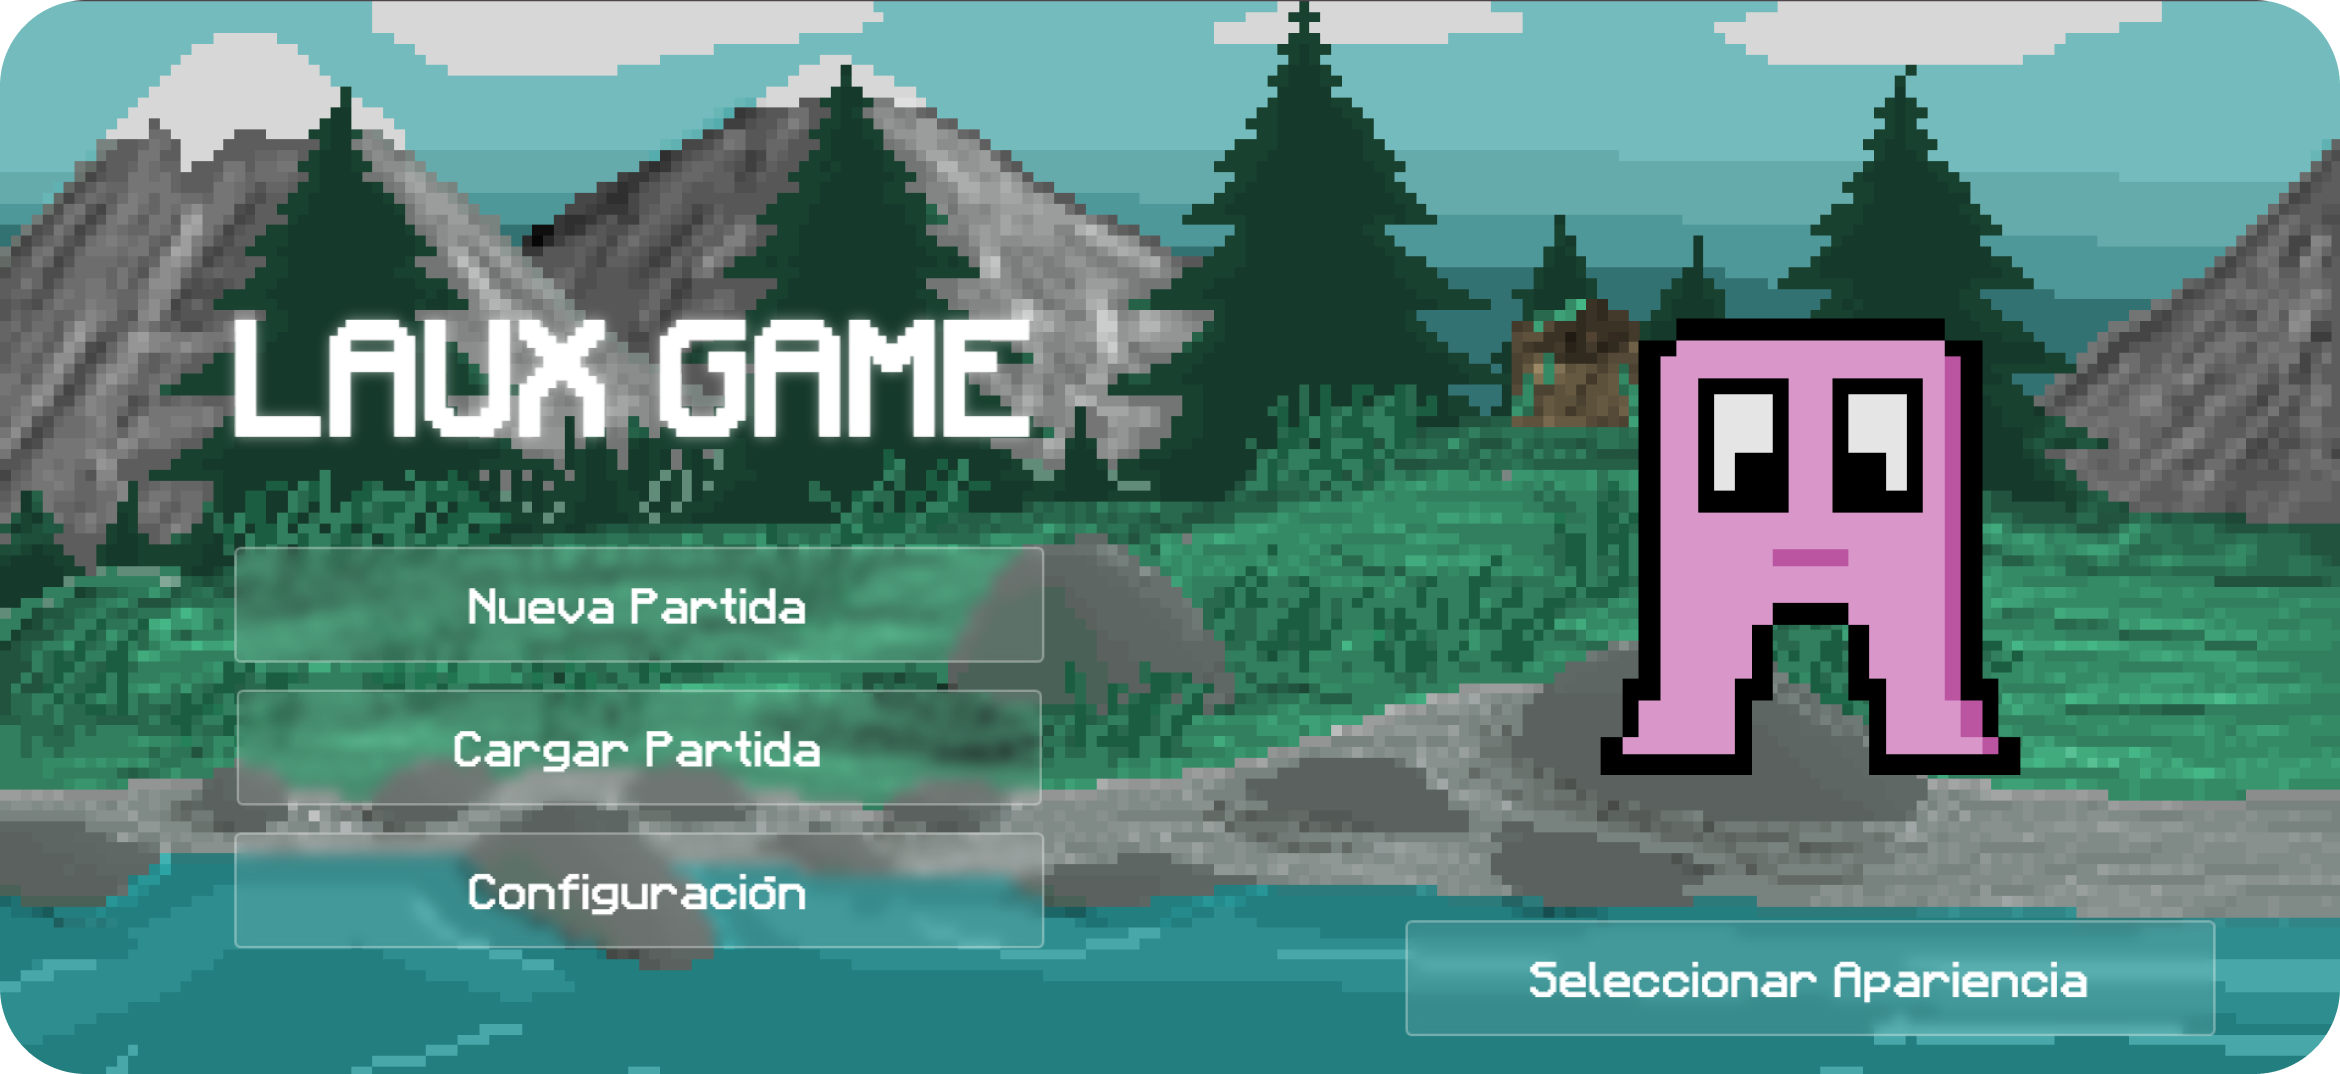 LAUX GAME
Nueva Partida
Cargar Partida
Configuración
Seleccionar Apariencia